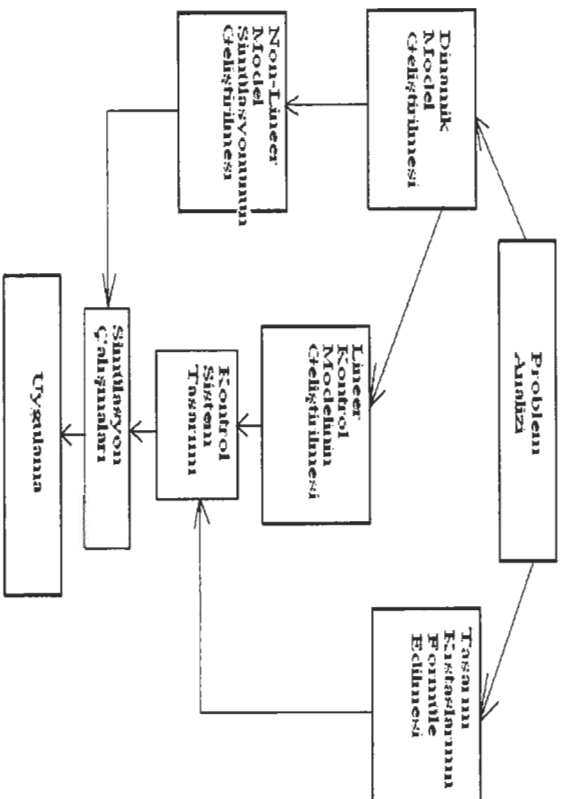 Problem
Analizi
Dinamik
Model
Geliştirilmesi
Tasarım
Kıstaslarının
Formüle
Edilmesi
Non-Lineer
Model
Simülasyonunun
Geliştirilmesi
Lineer
Kontrol
Modelinin
Geliştirilmesi
Kontrol
Sistem
Tasarımı
Simülasyon
Çalışmaları
Uygulama